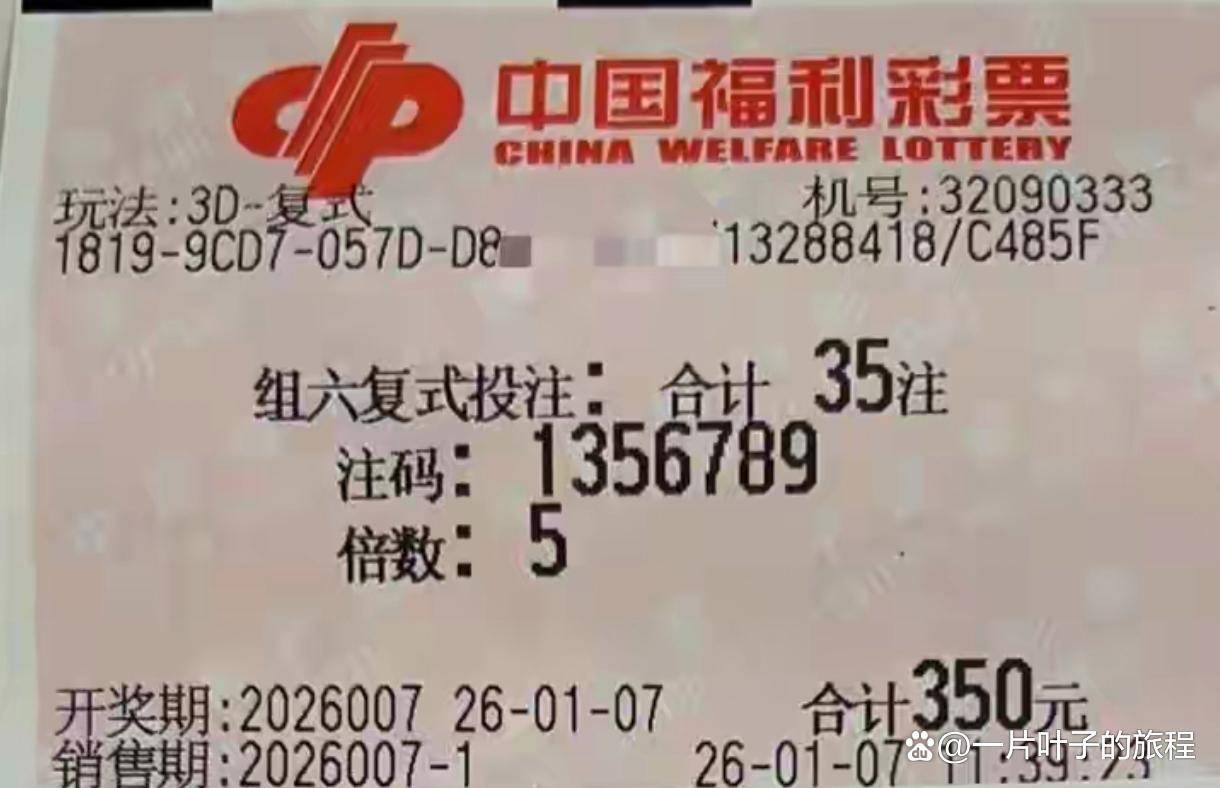 中国福利彩票
CHINA WELFARE LOTTERY
玩法:3D-复式 机号:32090333
1819-9CD7-057D-D8 13288418/C485F
组六复式投注: 合计 35注
注码: 1356789
倍数: 5
开奖期:2026007 26-01-07 合计350元
销售期:2026007-1 26-01-07 11:39:23
@一片叶子的旅程